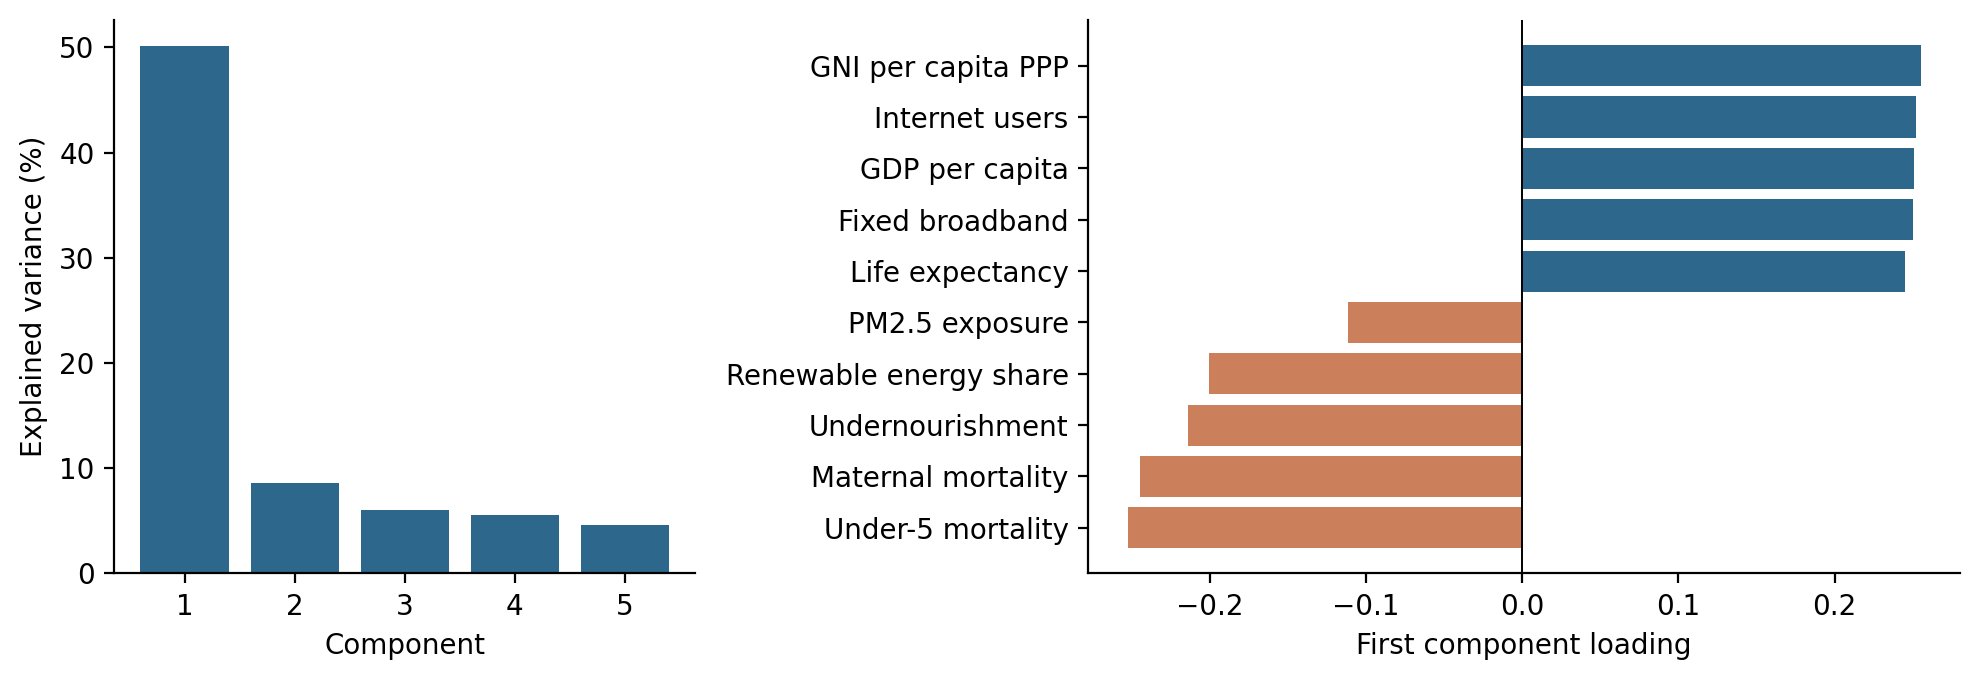 Explained variance (%)
50
40
30
20
10
0
1 2 3 4 5
Component
GNI per capita PPP
Internet users
GDP per capita
Fixed broadband
Life expectancy
PM2.5 exposure
Renewable energy share
Undernourishment
Maternal mortality
Under-5 mortality
−0.2 −0.1 0.0 0.1 0.2
First component loading